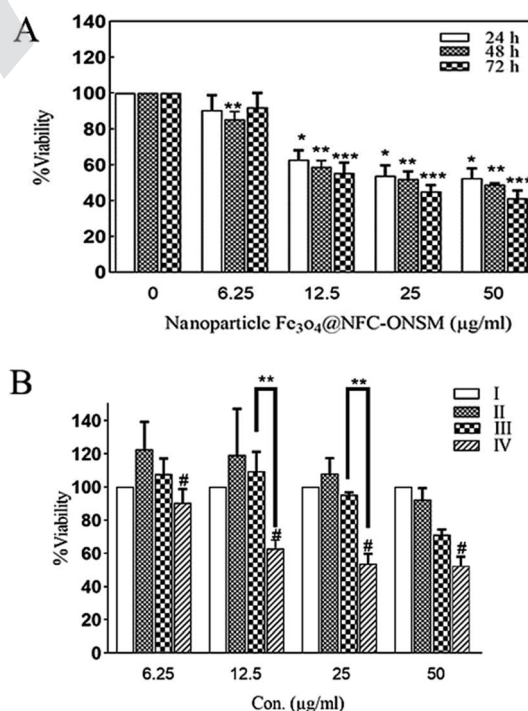 A
140
120
100
80
60
40
20
0
%Viability
24 h
48 h
72 h
**
* ** ***
* ** ***
* ** ***
0 6.25 12.5 25 50
Nanoparticle Fe3o4@NFC-ONSM (µg/ml)
B
140
120
100
80
60
40
20
0
%Viability
I
II
III
IV
** **
# # # #
6.25 12.5 25 50
Con. (µg/ml)